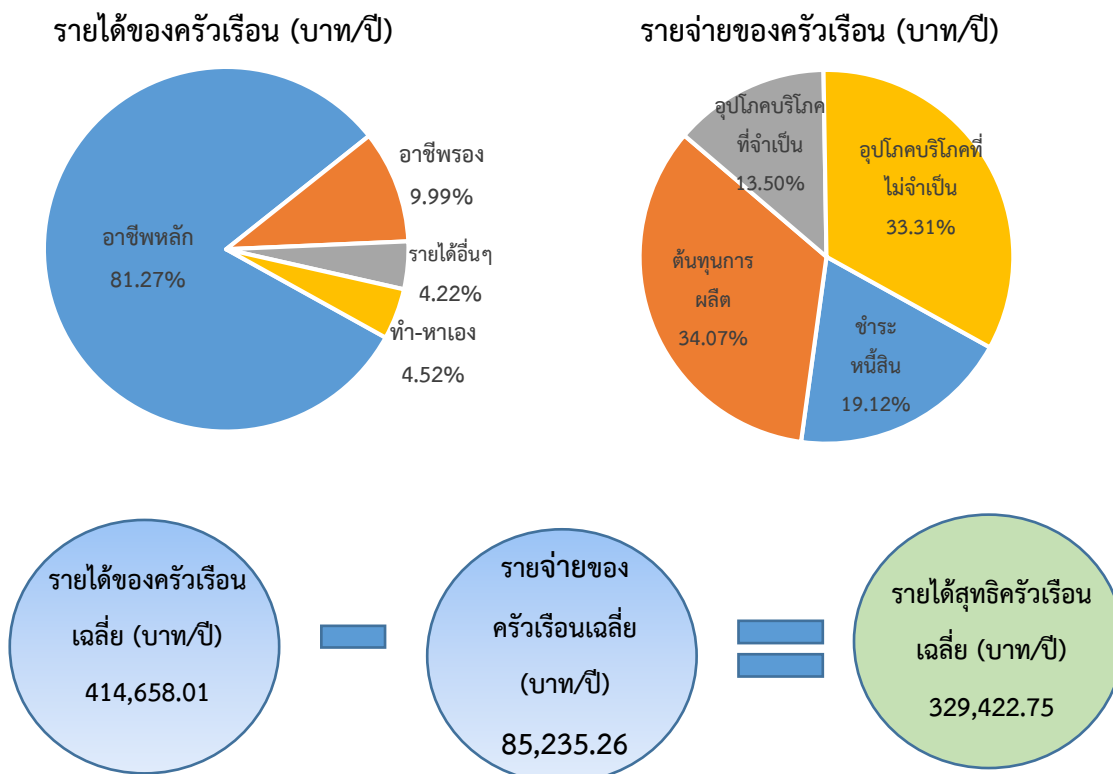 รายได้ของครัวเรือน (บาท/ปี)
อาชีพหลัก
81.27%
อาชีพรอง
9.99%
รายได้อื่นๆ
4.22%
ทำ-หาเอง
4.52%
รายจ่ายของครัวเรือน (บาท/ปี)
อุปโภคบริโภค
ที่จำเป็น
13.50%
อุปโภคบริโภคที่
ไม่จำเป็น
33.31%
ต้นทุนการ
ผลิต
34.07%
ชำระ
หนี้สิน
19.12%
รายได้ของครัวเรือน
เฉลี่ย (บาท/ปี)
414,658.01
รายจ่ายของ
ครัวเรือนเฉลี่ย
(บาท/ปี)
85,235.26
รายได้สุทธิครัวเรือน
เฉลี่ย (บาท/ปี)
329,422.75